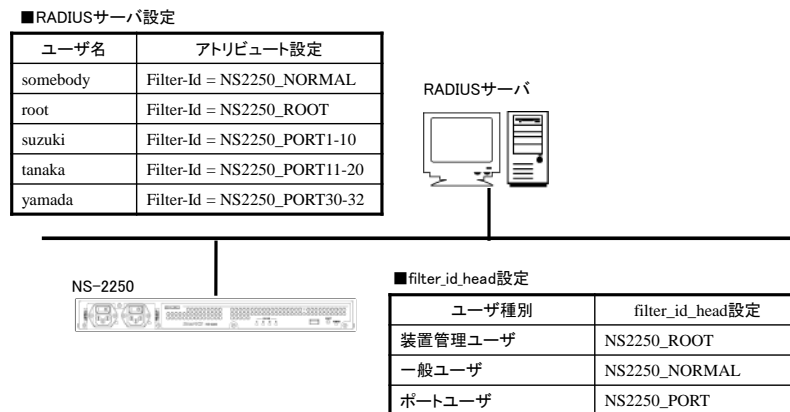 ■RADIUSサーバ設定
ユーザ名 アトリビュート設定
somebody Filter-Id = NS2250_NORMAL
root Filter-Id = NS2250_ROOT
suzuki Filter-Id = NS2250_PORT1-10
tanaka Filter-Id = NS2250_PORT11-20
yamada Filter-Id = NS2250_PORT30-32
RADIUSサーバ
NS-2250
■filter_id_head設定
ユーザ種別 filter_id_head設定
装置管理ユーザ NS2250_ROOT
一般ユーザ NS2250_NORMAL
ポートユーザ NS2250_PORT